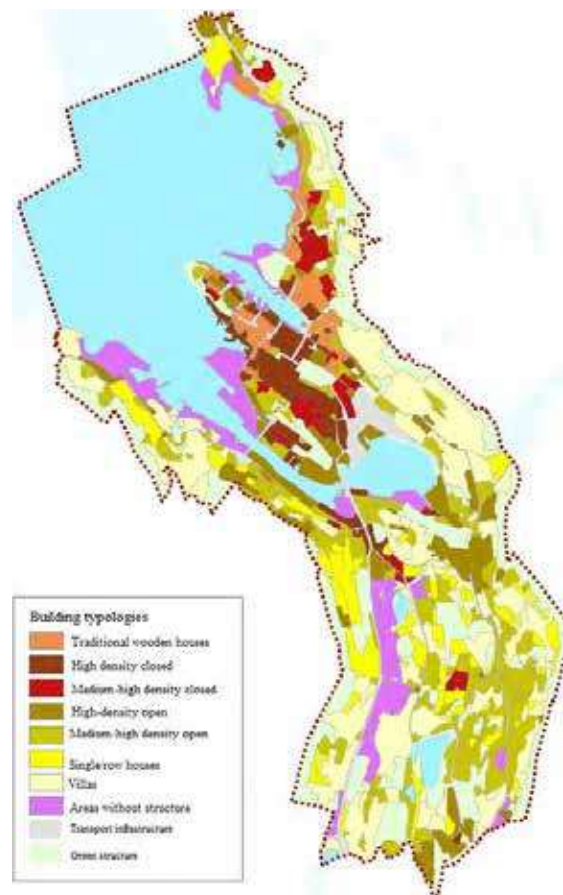 Building typologies
Traditional wooden houses
High density closed
Medium-high density closed
High-density open
Medium-high density open
Single row houses
Villas
Areas without structure
Transport infrastructure
Green structure